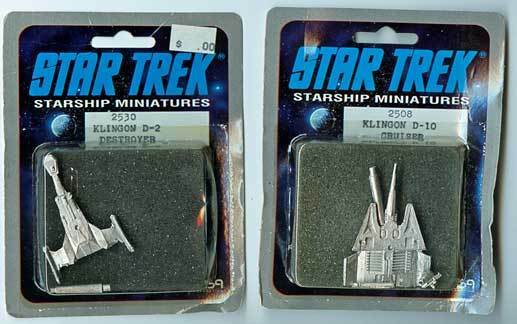 $ .00
STAR TREK®
STARSHIP MINIATURES
2530
KLINGON D-2
DESTROYER
STAR TREK®
STARSHIP MINIATURES
2508
KLINGON D-10
CRUISER